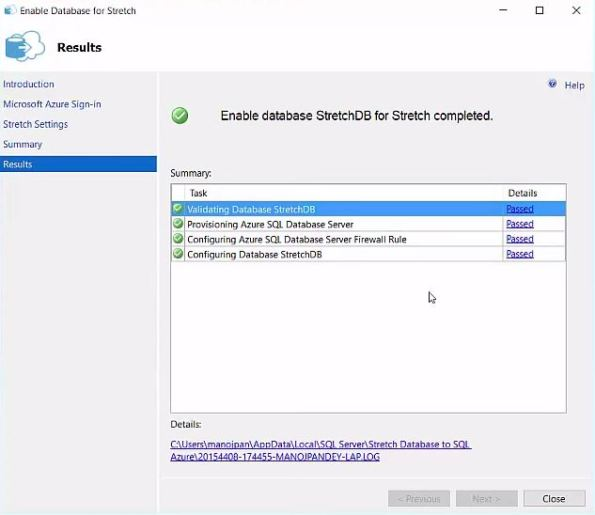 Enable Database for Stretch
Results
Introduction
Microsoft Azure Sign-in
Stretch Settings
Summary
Results
Help
Enable database StretchDB for Stretch completed.
Summary:
Task Details
Validating Database StretchDB Passed
Provisioning Azure SQL Database Server Passed
Configuring Azure SQL Database Server Firewall Rule Passed
Configuring Database StretchDB Passed
Details:
C:\Users\manojpan\AppData\Local\SQL Server\Stretch Database to SQL
Azure\20154408-174455-MANOJPANDEY-LAP.LOG
< Previous Next > Close